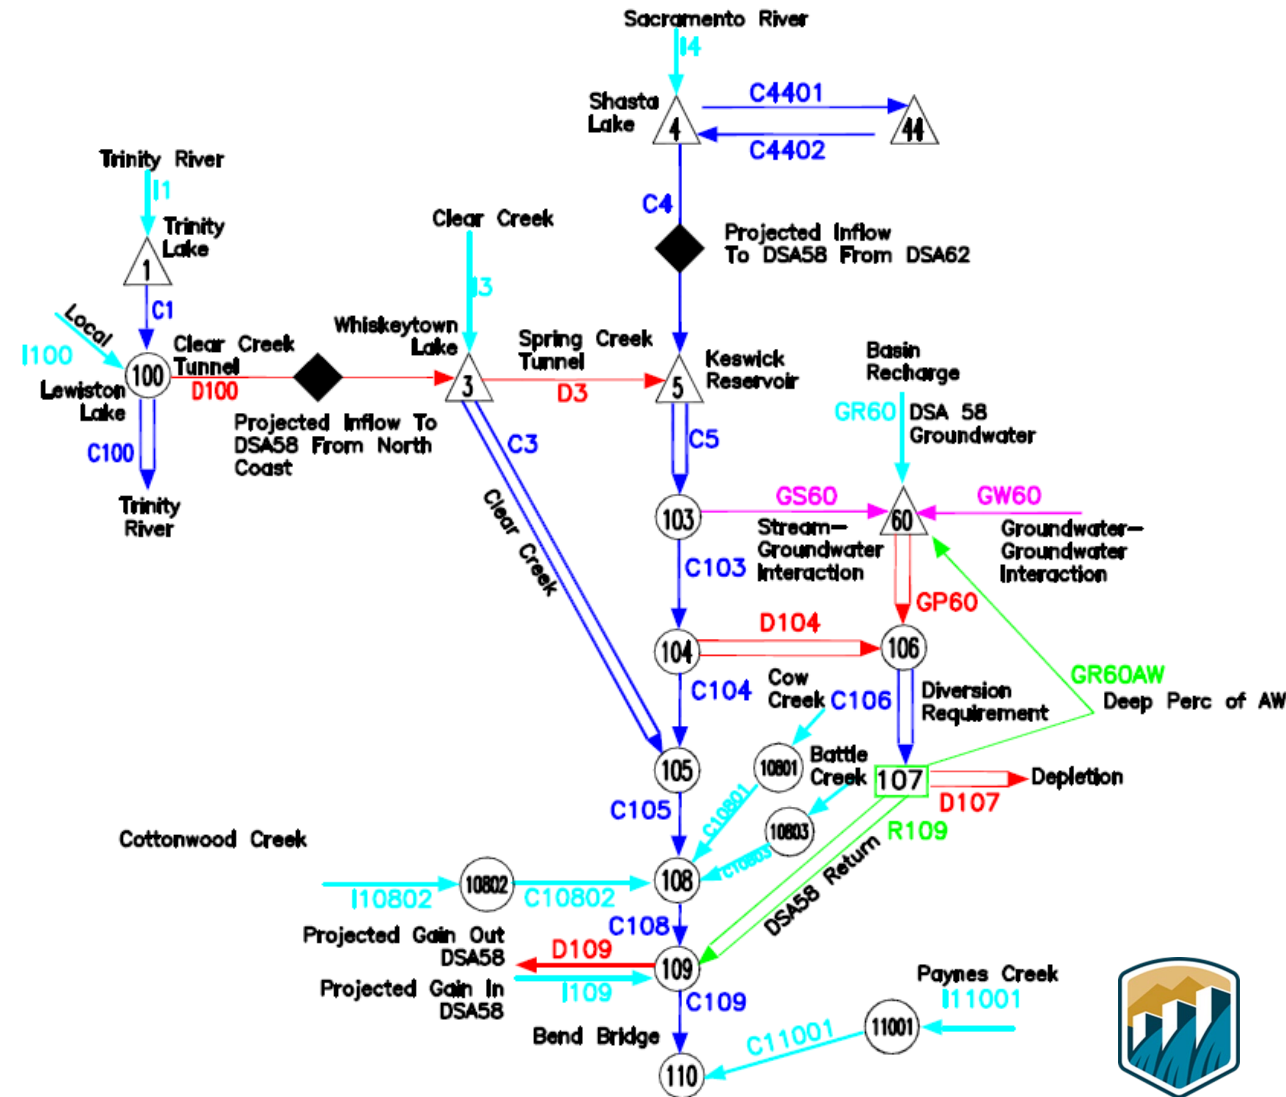 Sacramento River
I4
Shasta
Lake
4
C4401
44
C4402
Trinity River
I1
Trinity
Lake
1
C4
Clear Creek
Projected Inflow
To DSA58 From DSA62
I3
C1
Local
I100
Whiskeytown
Lake
Spring Creek
Tunnel
Keswick
Reservoir
Basin
Recharge
Clear Creek
Tunnel
100
D100
3
D3
5
Lewiston
Lake
GR60
DSA 58
Groundwater
Projected Inflow To
DSA58 From North
Coast
C100
C3
C5
Trinity
River
Clear Creek
103
GS60
60
GW60
Stream-
Groundwater
Interaction
Groundwater-
Groundwater
Interaction
C103
GP60
104
D104
106
C104
Cow
Creek
C106
Diversion
Requirement
GR60AW
Deep Perc of AW
105
10801
Battle
Creek
107
Depletion
D107
C105
C10801
10803
R109
Cottonwood Creek
C10803
DSA58 Return
I10802
10802
C10802
108
C108
Projected Gain Out
DSA58
D109
109
Projected Gain In
DSA58
I109
C109
Paynes Creek
I11001
Bend Bridge
C11001
11001
110